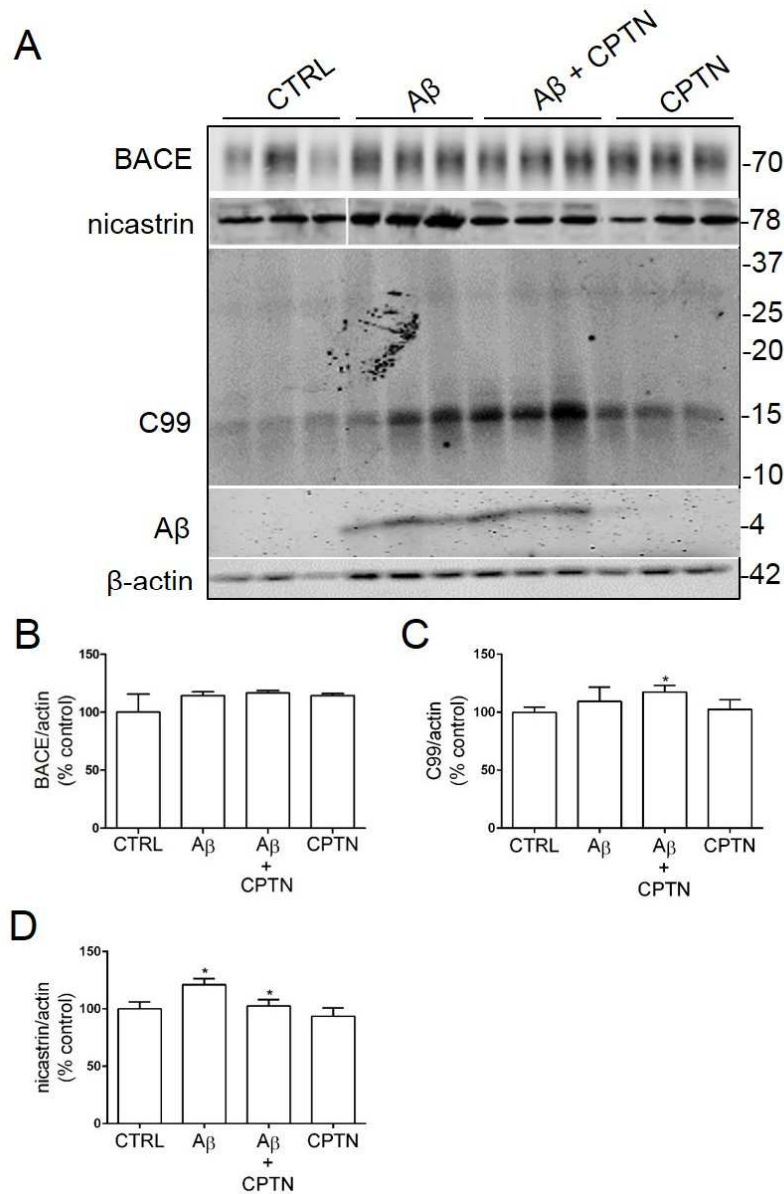 A
CTRL
Aβ
Aβ + CPTN
CPTN
BACE
-70
nicastrin
-78
-37
-25
-20
C99
-15
-10
Aβ
-4
β-actin
-42
B
BACE/actin
(% control)
150
100
50
0
CTRL
Aβ
Aβ
+
CPTN
CPTN
C
C99/actin
(% control)
150
100
50
0
*
CTRL
Aβ
Aβ
+
CPTN
CPTN
D
nicastrin/actin
(% control)
150
100
50
0
*
*
CTRL
Aβ
Aβ
+
CPTN
CPTN